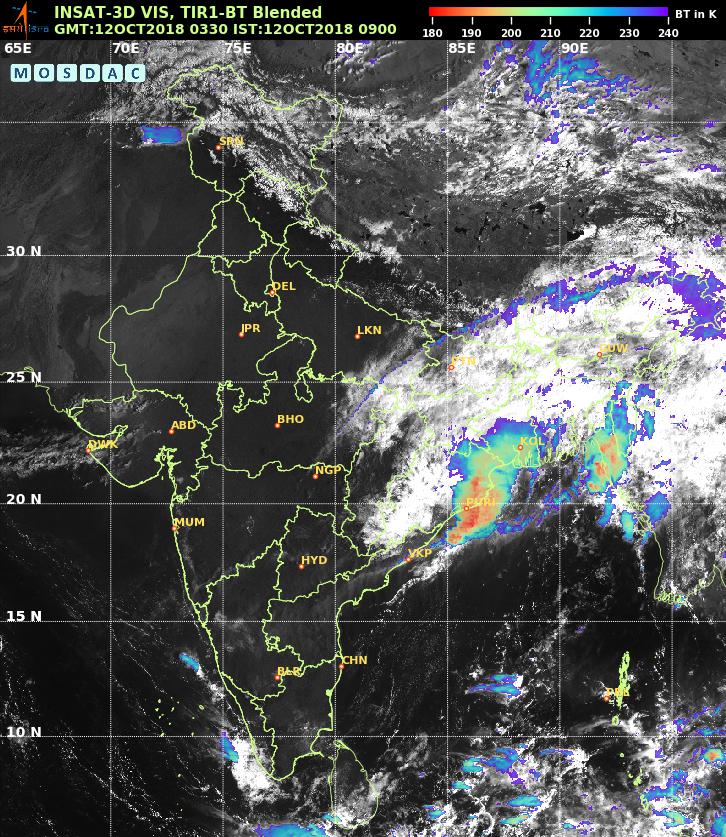 INSAT-3D VIS, TIR1-BT Blended
GMT:12OCT2018 0330 IST:12OCT2018 0900
BT in K
180 190 200 210 220 230 240
65E 70E 75E 80E 85E 90E
MOSDAC
SRN
30 N
DEL
JPR LKN
GUW
PTN
25 N
ABD BHO
DWK KOL
NGP
20 N PURI
MUM
HYD VKP
15 N
BLR CHN
PBR
10 N